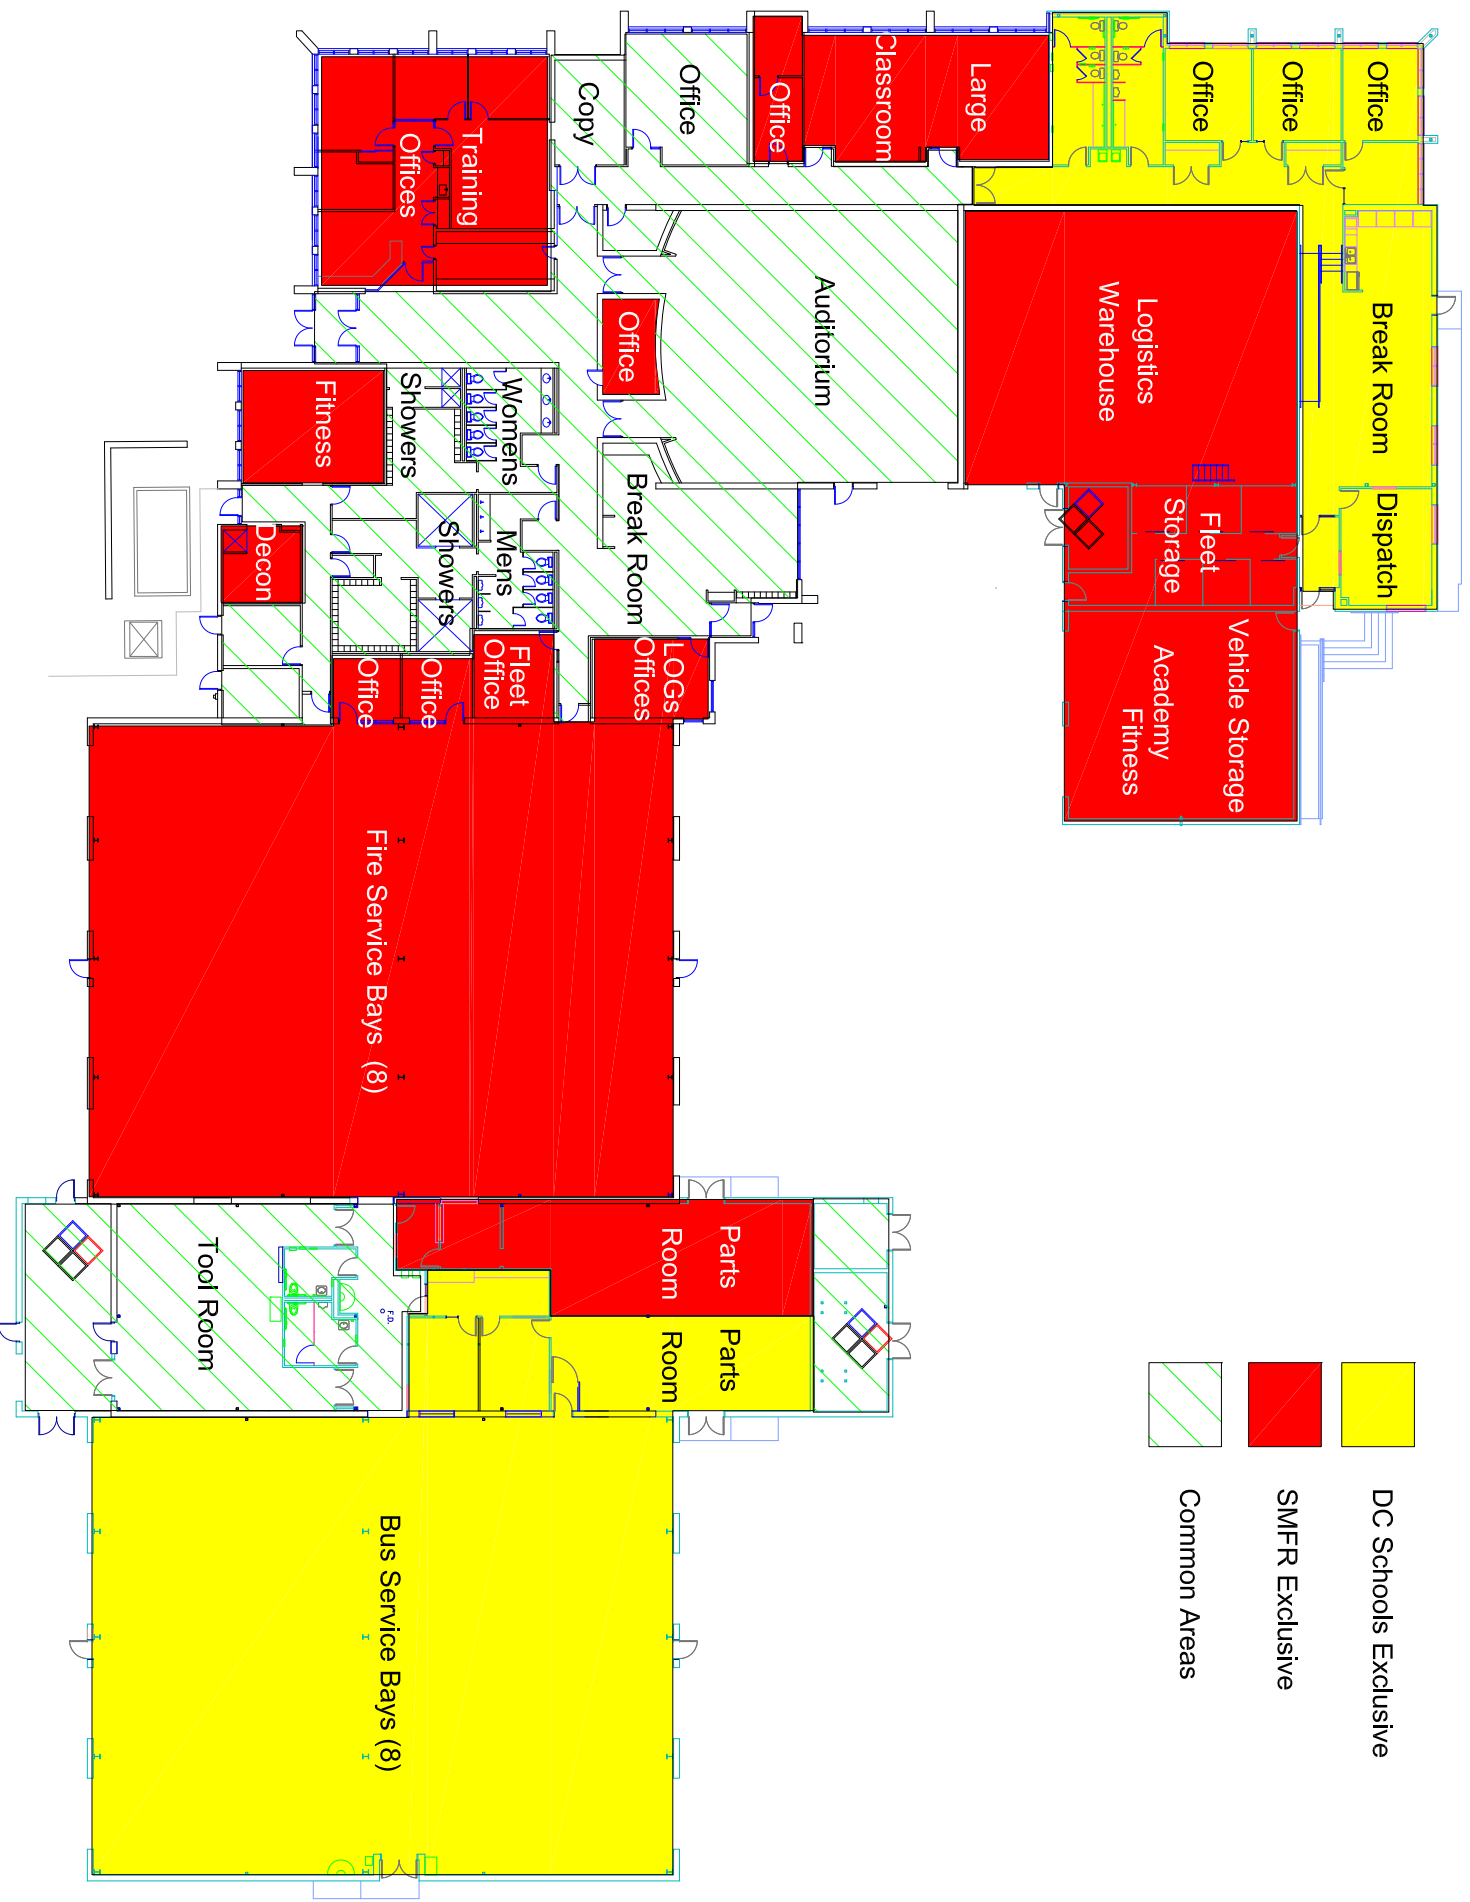 Office
Office
Office
Break Room
Dispatch
Large
Classroom
Office
Office
Copy
Training
Offices
Logistics
Warehouse
Auditorium
Office
Fleet
Storage
Vehicle Storage
Academy
Fitness
Break Room
Womens
Showers
Fitness
Mens
Showers
Decon
LOGs
Offices
Fleet
Office
Office
Office
Fire Service Bays (8)
Parts
Room
Parts
Room
Tool Room
F.D.
Bus Service Bays (8)
DC Schools Exclusive
SMFR Exclusive
Common Areas